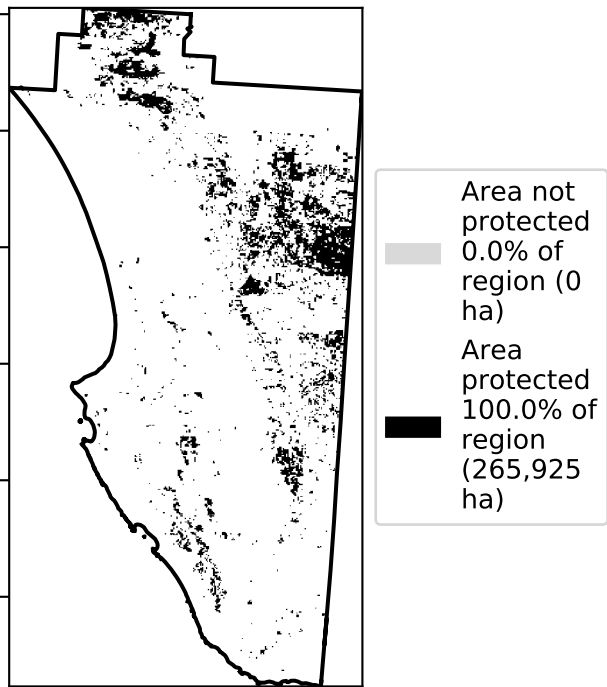 Area not
protected
0.0% of
region (0
ha)
Area
protected
100.0% of
region
(265,925
ha)